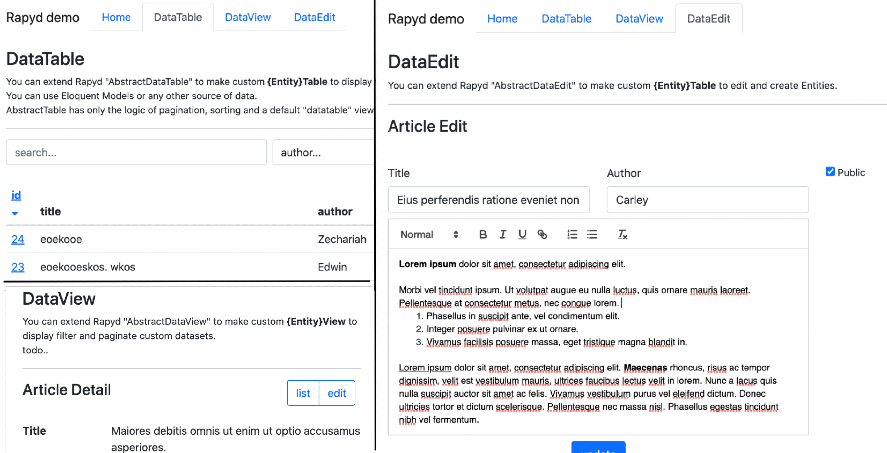 Rapyd demo Home DataTable DataView DataEdit
DataTable
You can extend Rapyd "AbstractDataTable" to make custom {Entity}Table to display
You can use Eloquent Models or any other source of data.
AbstractTable has only the logic of pagination, sorting and a default "datatable" view
search... author...
id
title author
24 eoekooe Zechariah
23 eoekooeskos. wkos Edwin
DataView
You can extend Rapyd "AbstractDataView" to make custom {Entity}View to
display filter and paginate custom datasets.
todo..
Article Detail list edit
Title Maiores debitis omnis ut enim ut optio accusamus
asperiores.
Rapyd demo Home DataTable DataView DataEdit
DataEdit
You can extend Rapyd "AbstractDataEdit" to make custom {Entity}Table to edit and create Entities.
Article Edit
Title Author Public
Eius perferendis ratione eveniet non Carley
Normal B I U
Lorem ipsum dolor sit amet, consectetur adipiscing elit.
Morbi vel tincidunt ipsum. Ut volutpat augue eu nulla luctus, quis ornare mauris laoreet.
Pellentesque at consectetur metus, nec congue lorem.
1. Phasellus in suscipit ante, vel condimentum elit.
2. Integer posuere pulvinar ex ut ornare.
3. Vivamus facilisis posuere massa, eget tristique magna blandit in.
Lorem ipsum dolor sit amet, consectetur adipiscing elit. Maecenas rhoncus, risus ac tempor
dignissim, velit est vestibulum mauris, ultrices faucibus lectus velit in lorem. Nunc a lacus quis
nulla suscipit auctor sit amet ac felis. Vivamus vestibulum purus vel eleifend dictum. Donec
ultricies tortor et dictum scelerisque. Pellentesque nec massa nisl. Phasellus egestas tincidunt
nibh vel fermentum.
update